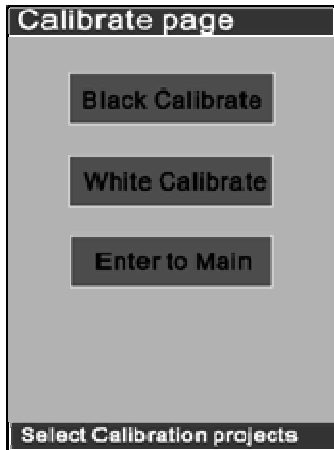 Calibrate page
Black Calibrate
White Calibrate
Enter to Main
Select Calibration projects